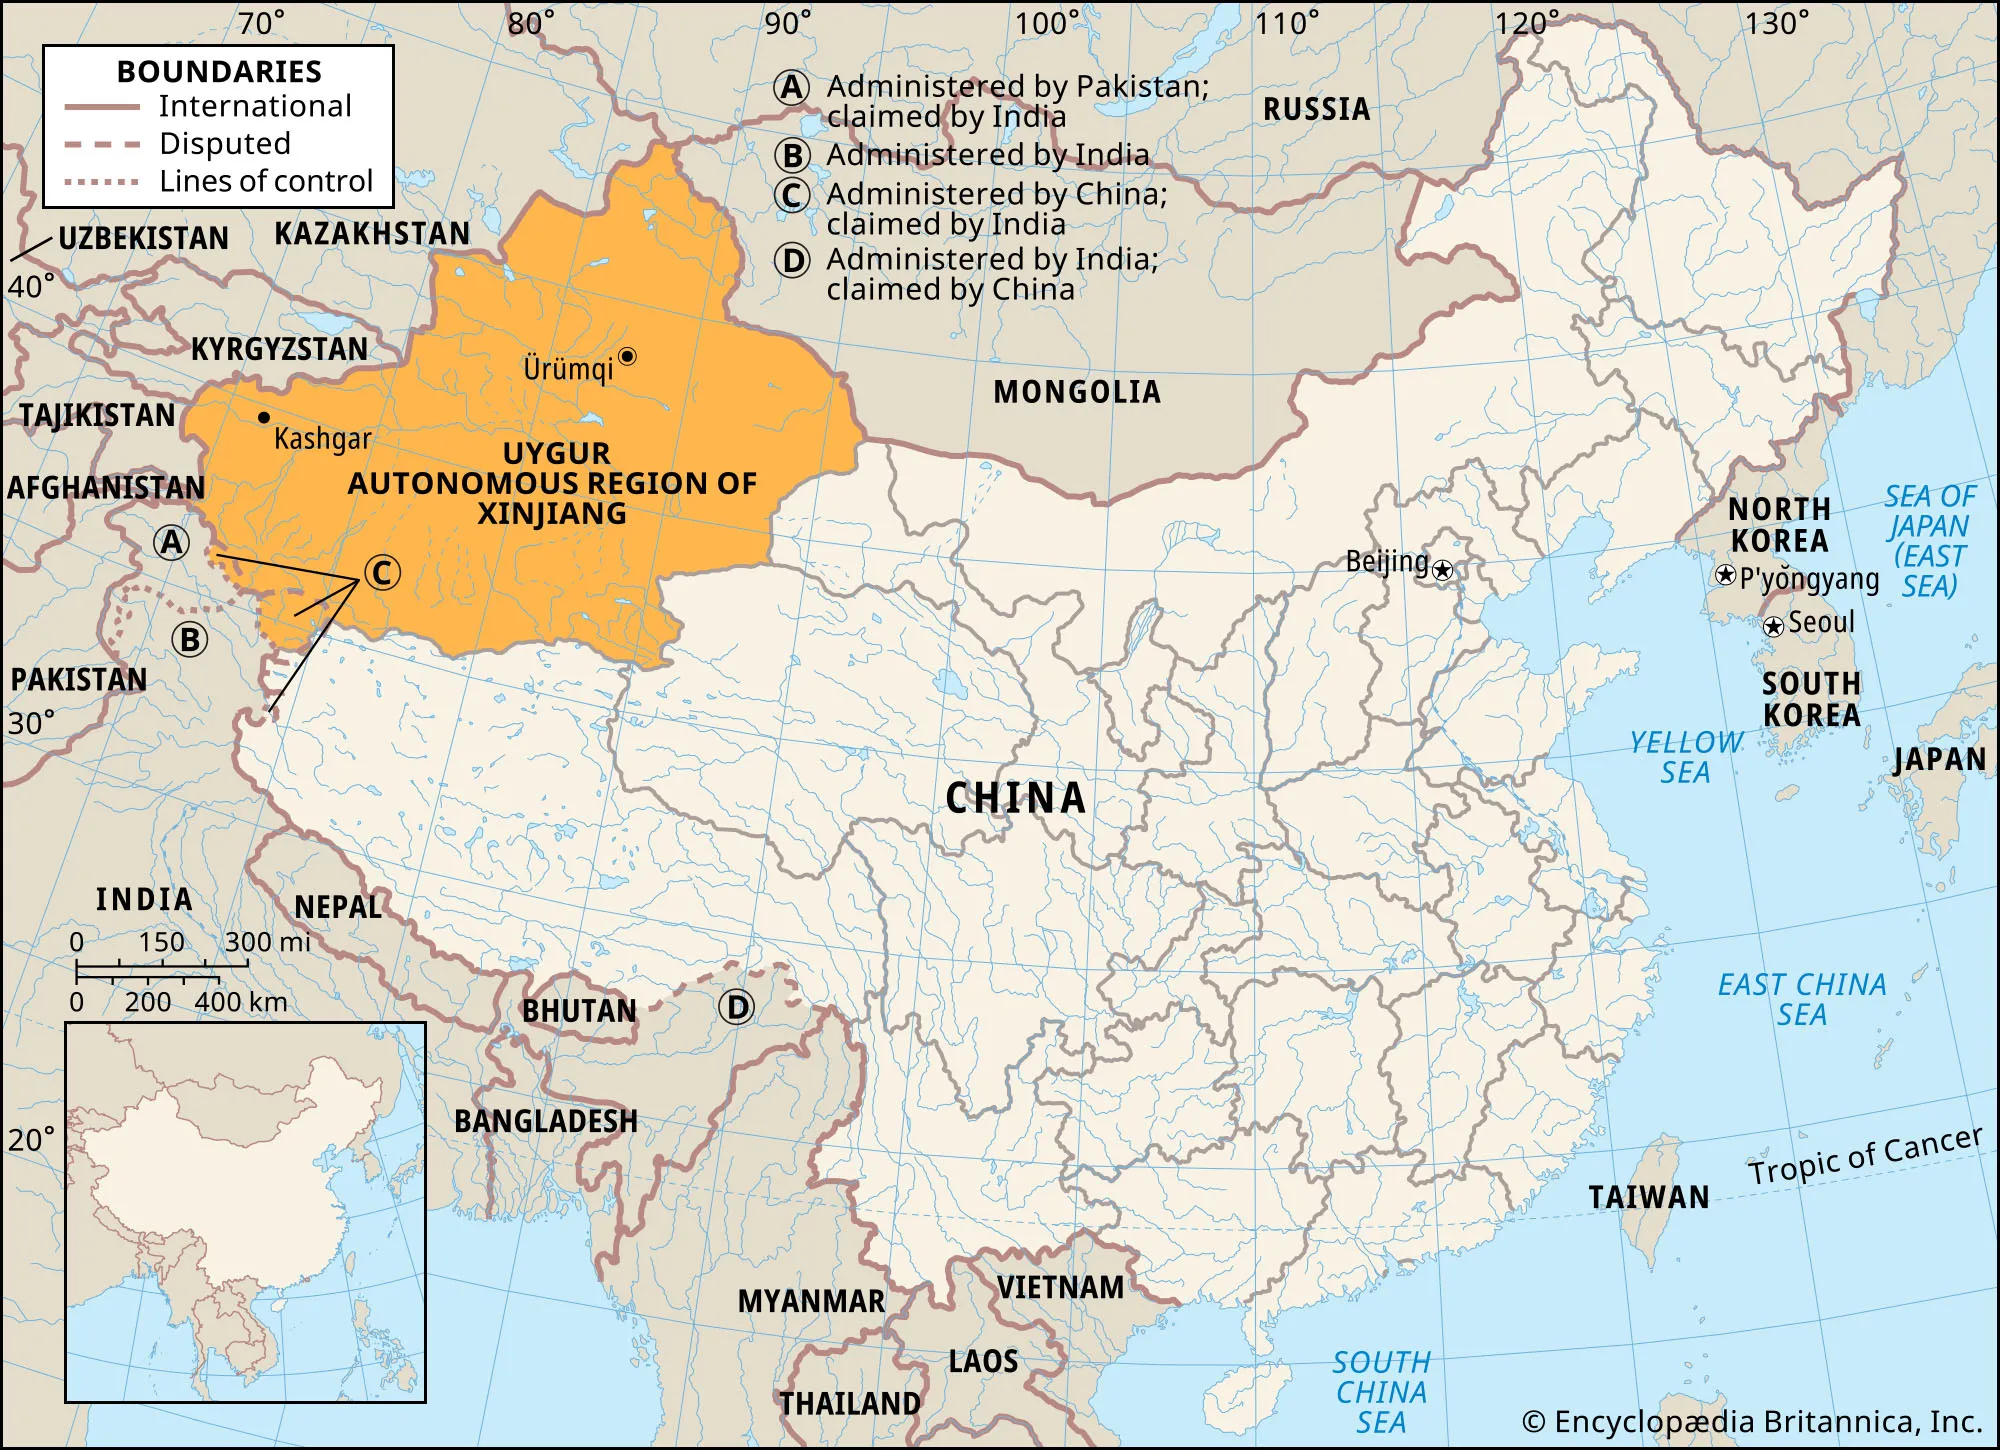 70°
80°
90°
100°
110°
120°
130°
BOUNDARIES
International
Disputed
Lines of control
A Administered by Pakistan;
claimed by India
B Administered by India
C Administered by China;
claimed by India
D Administered by India;
claimed by China
RUSSIA
UZBEKISTAN
KAZAKHSTAN
40°
KYRGYZSTAN
Ürümqi
MONGOLIA
TAJIKISTAN
Kashgar
UYGUR
AUTONOMOUS REGION OF
XINJIANG
AFGHANISTAN
A
C
B
Beijing
NORTH
KOREA
P'yŏngyang
Seoul
SOUTH
KOREA
SEA OF
JAPAN
(EAST
SEA)
PAKISTAN
30°
YELLOW
SEA
JAPAN
CHINA
INDIA
NEPAL
0 150 300 mi
0 200 400 km
BHUTAN
D
EAST CHINA
SEA
BANGLADESH
20°
Tropic of Cancer
TAIWAN
MYANMAR
VIETNAM
LAOS
THAILAND
SOUTH
CHINA
SEA
© Encyclopædia Britannica, Inc.